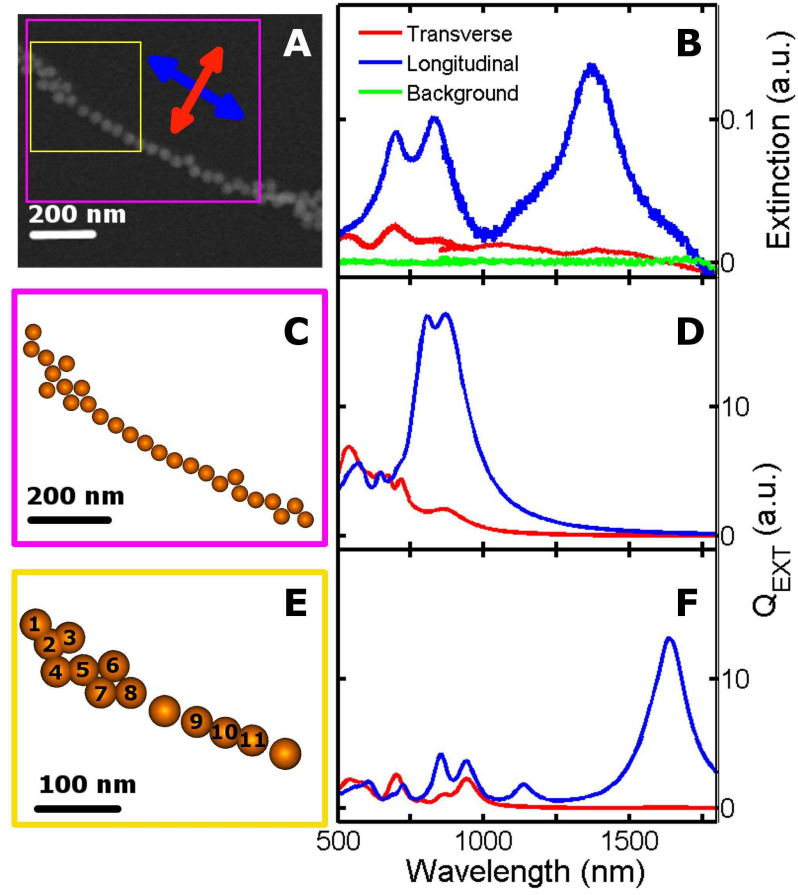 A
200 nm
B
Transverse
Longitudinal
Background
0.1
0
Extinction (a.u.)
C
200 nm
D
10
0
E
1
2
3
4
5
6
7
8
9
10
11
100 nm
F
10
0
Q_EXT (a.u.)
500
1000
1500
Wavelength (nm)